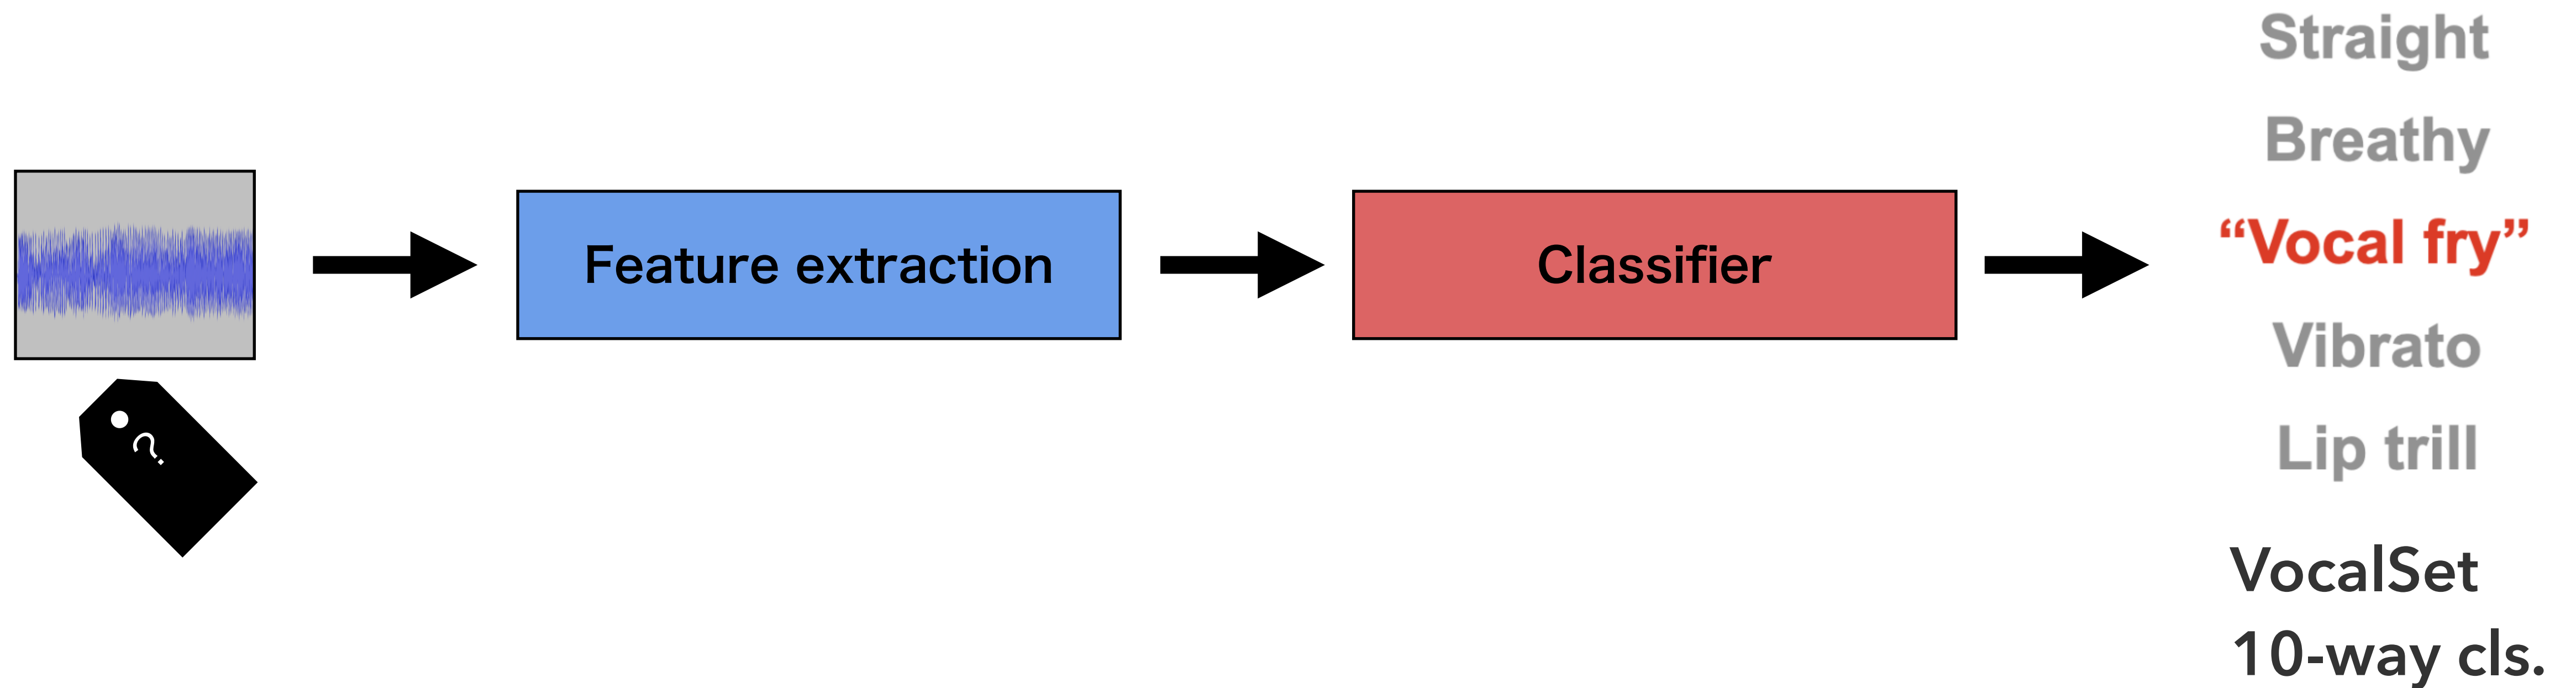 ?
Feature extraction
Classifier
Straight
Breathy
“Vocal fry”
Vibrato
Lip trill
VocalSet
10-way cls.